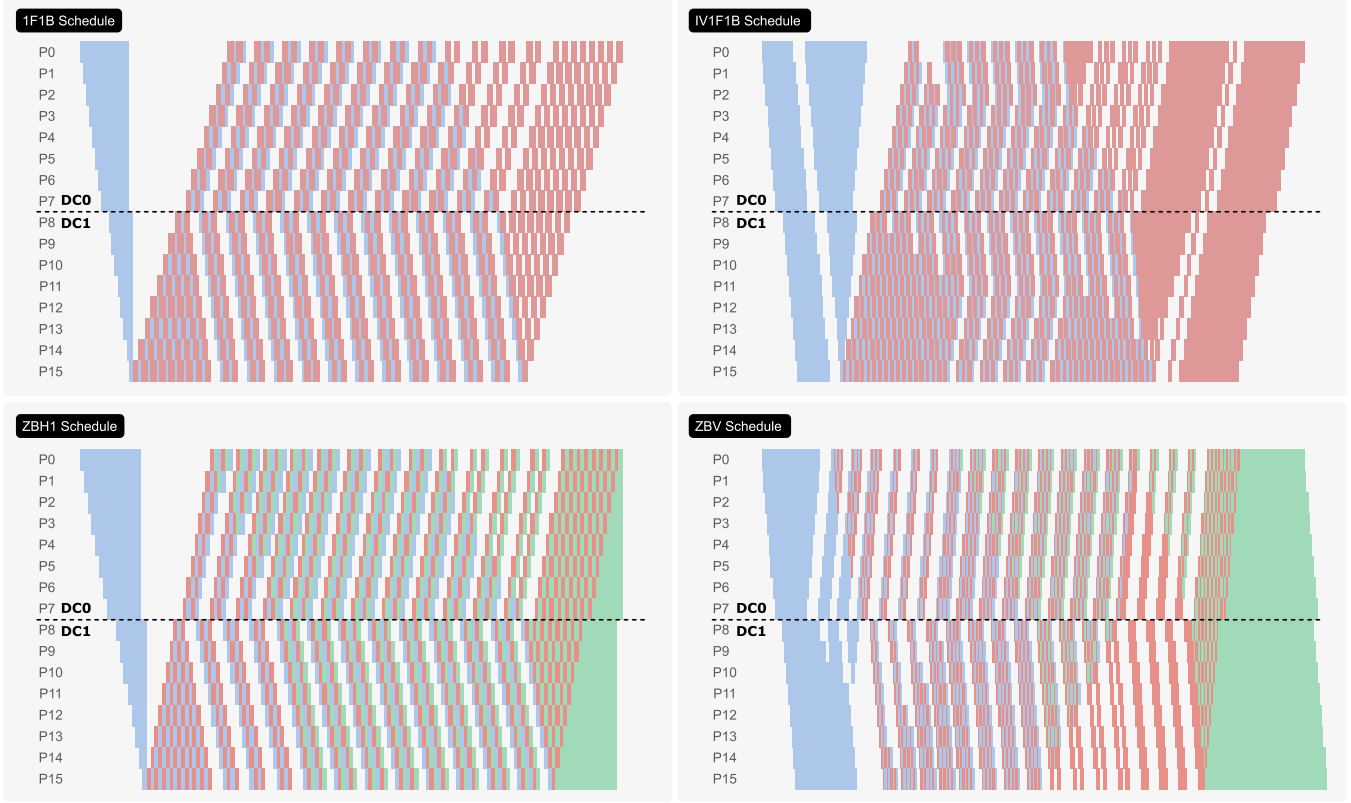 1F1B Schedule
P0
P1
P2
P3
P4
P5
P6
P7 DC0
P8 DC1
P9
P10
P11
P12
P13
P14
P15
IV1F1B Schedule
P0
P1
P2
P3
P4
P5
P6
P7 DC0
P8 DC1
P9
P10
P11
P12
P13
P14
P15
ZBH1 Schedule
P0
P1
P2
P3
P4
P5
P6
P7 DC0
P8 DC1
P9
P10
P11
P12
P13
P14
P15
ZBV Schedule
P0
P1
P2
P3
P4
P5
P6
P7 DC0
P8 DC1
P9
P10
P11
P12
P13
P14
P15